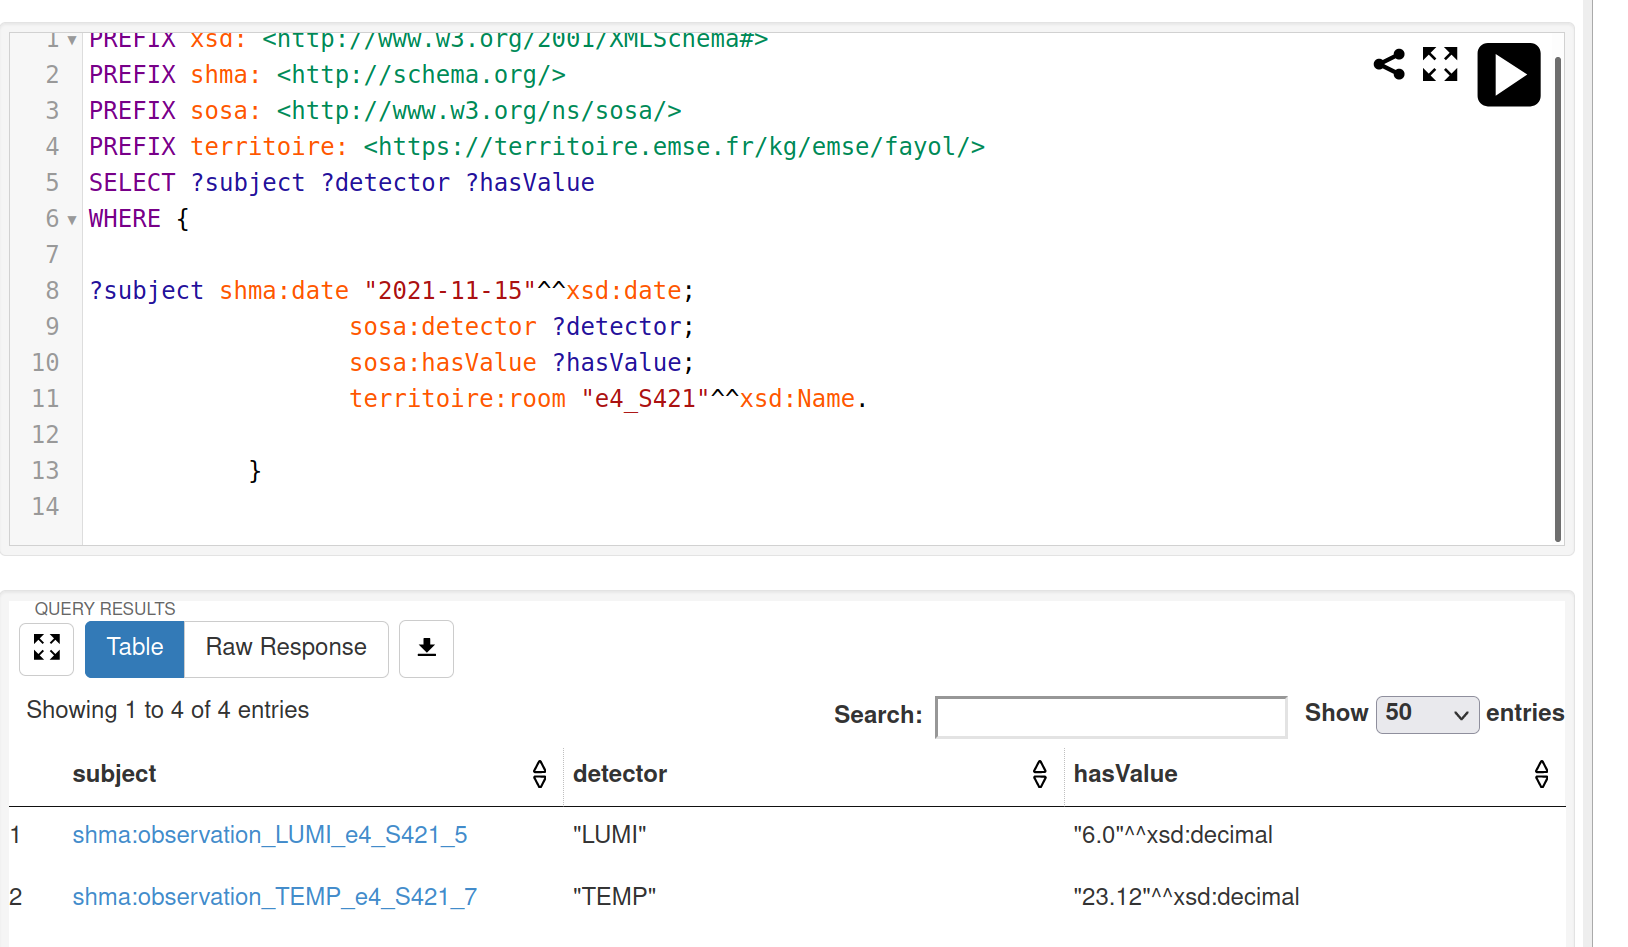 1 PREFIX xsd: <http://www.w3.org/2001/XMLSchema#>
2 PREFIX shma: <http://schema.org/>
3 PREFIX sosa: <http://www.w3.org/ns/sosa/>
4 PREFIX territoire: <https://territoire.emse.fr/kg/emse/fayol/>
5 SELECT ?subject ?detector ?hasValue
6 WHERE {
7
8 ?subject shma:date "2021-11-15"^^xsd:date;
9 sosa:detector ?detector;
10 sosa:hasValue ?hasValue;
11 territoire:room "e4_S421"^^xsd:Name.
12
13 }
14
QUERY RESULTS
Table Raw Response
Showing 1 to 4 of 4 entries Search: Show 50 entries
subject detector hasValue
1 shma:observation_LUMI_e4_S421_5 "LUMI" "6.0"^^xsd:decimal
2 shma:observation_TEMP_e4_S421_7 "TEMP" "23.12"^^xsd:decimal